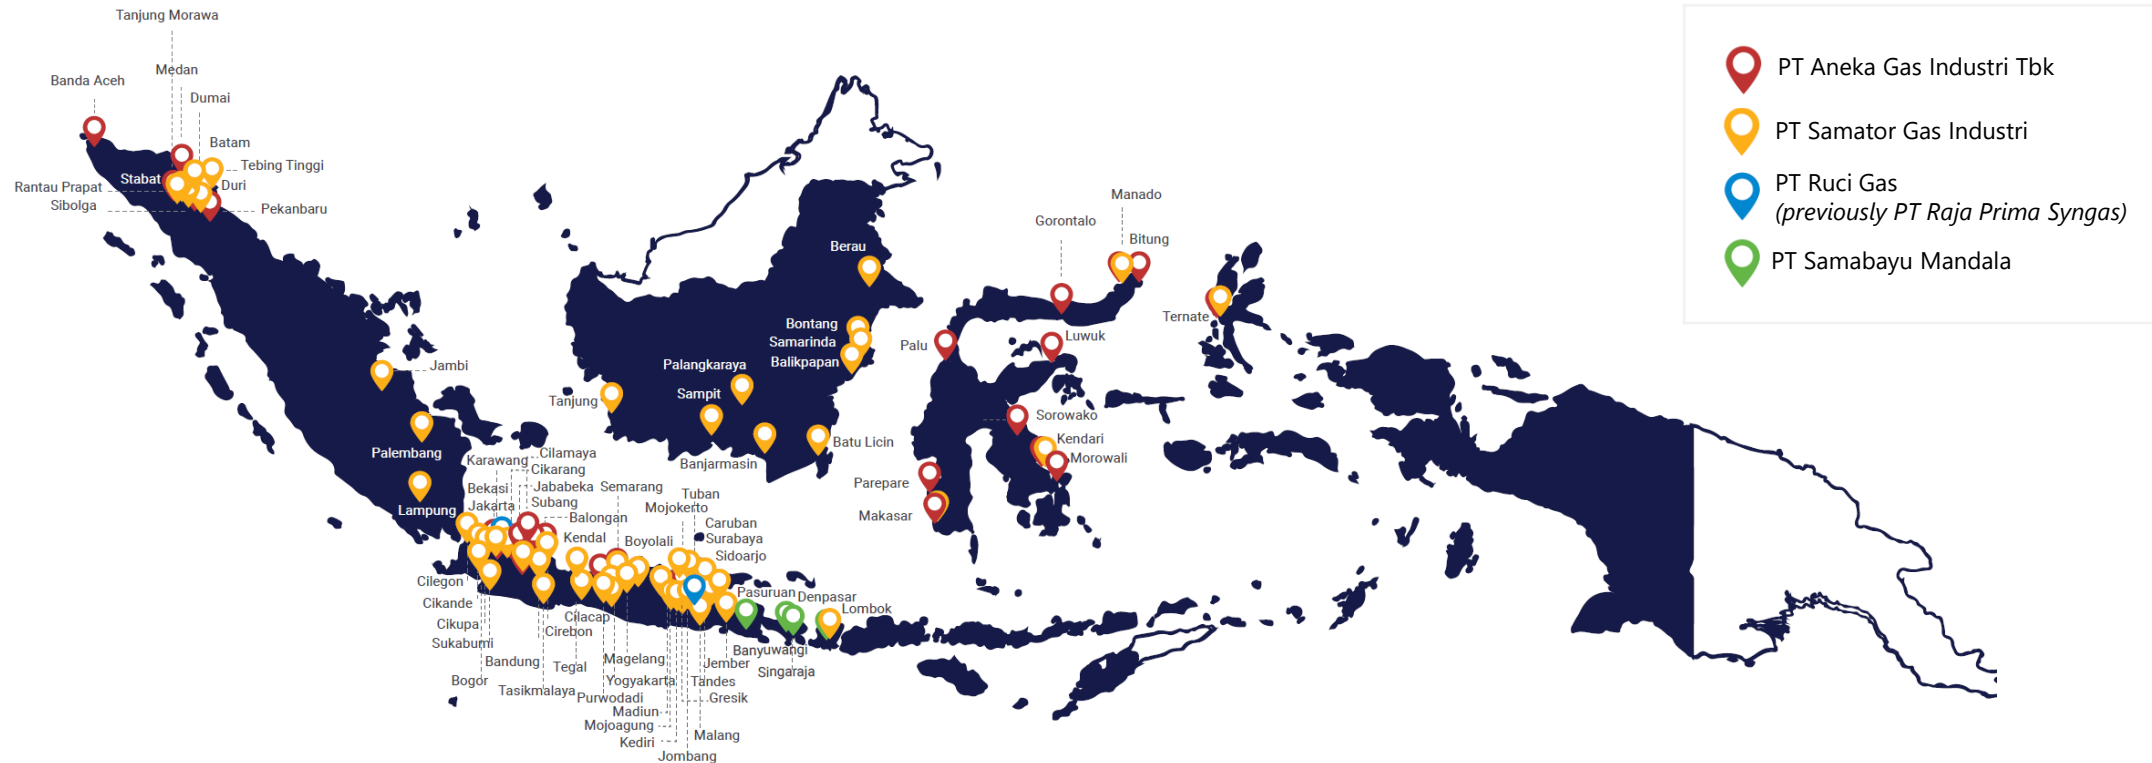 Tanjung Morawa
Medan
Banda Aceh
Dumai
Batam
Tebing Tinggi
Stabat
Duri
Rantau Prapat
Sibolga
Pekanbaru
Jambi
Palembang
Lampung
Berau
Bontang
Samarinda
Balikpapan
Palangkaraya
Sampit
Tanjung
Banjarmasin
Batu Licin
Manado
Gorontalo
Bitung
Ternate
Palu
Luwuk
Sorowako
Kendari
Morowali
Parepare
Makasar
Karawang
Cilamaya
Cikarang
Bekasi
Jababeka
Jakarta
Subang
Balongan
Semarang
Kendal
Boyolali
Tuban
Mojokerto
Caruban
Surabaya
Sidoarjo
Pasuruan
Denpasar
Lombok
Cilegon
Cikande
Cikupa
Sukabumi
Bogor
Bandung
Tasikmalaya
Cirebon
Cilacap
Tegal
Magelang
Yogyakarta
Purwodadi
Madiun
Mojoagung
Kediri
Jombang
Malang
Gresik
Tandes
Jember
Banyuwangi
Singaraja
PT Aneka Gas Industri Tbk
PT Samator Gas Industri
PT Ruci Gas
(previously PT Raja Prima Syngas)
PT Samabayu Mandala